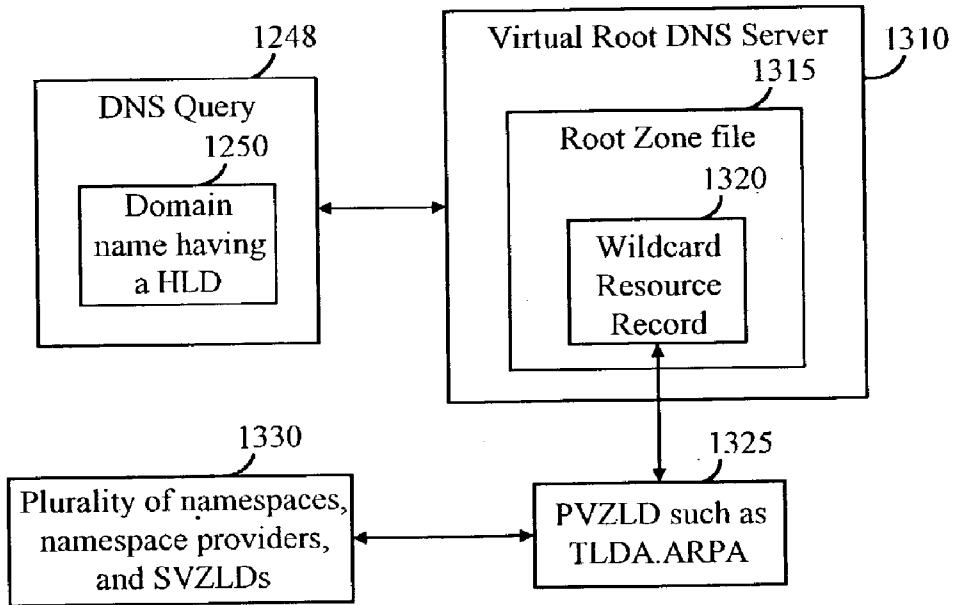 1248
DNS Query
1250
Domain
name having
a HLD
Virtual Root DNS Server
1310
1315
Root Zone file
1320
Wildcard
Resource
Record
1330
Plurality of namespaces,
namespace providers,
and SVZLDs
1325
PVZLD such as
TLDA.ARPA